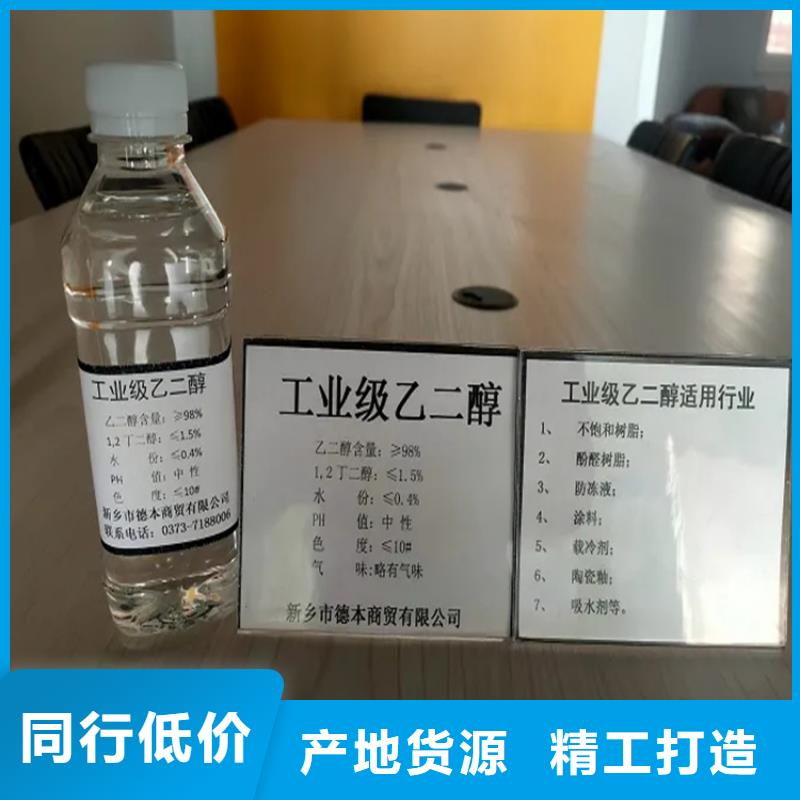 工业级乙二醇
乙二醇含量：≥98%
1,2丁二醇：≤1.5%
水 份：≤0.4%
PH 值：中 性
色 度：≤10#
新乡市德本商贸有限公司
联系电话：0373-7188006
工业级乙二醇
乙二醇含量：≥98%
1,2丁二醇：≤1.5%
水 份：≤0.4%
PH 值：中 性
色 度：≤10#
气 味：略有气味
新乡市德本商贸有限公司
工业级乙二醇适用行业
1、 不饱和树脂；
2、 酚醛树脂；
3、 防冻液；
4、 涂料；
5、 载冷剂；
6、 陶瓷釉；
7、 吸水剂等。
同行低价
产地货源 精工打造